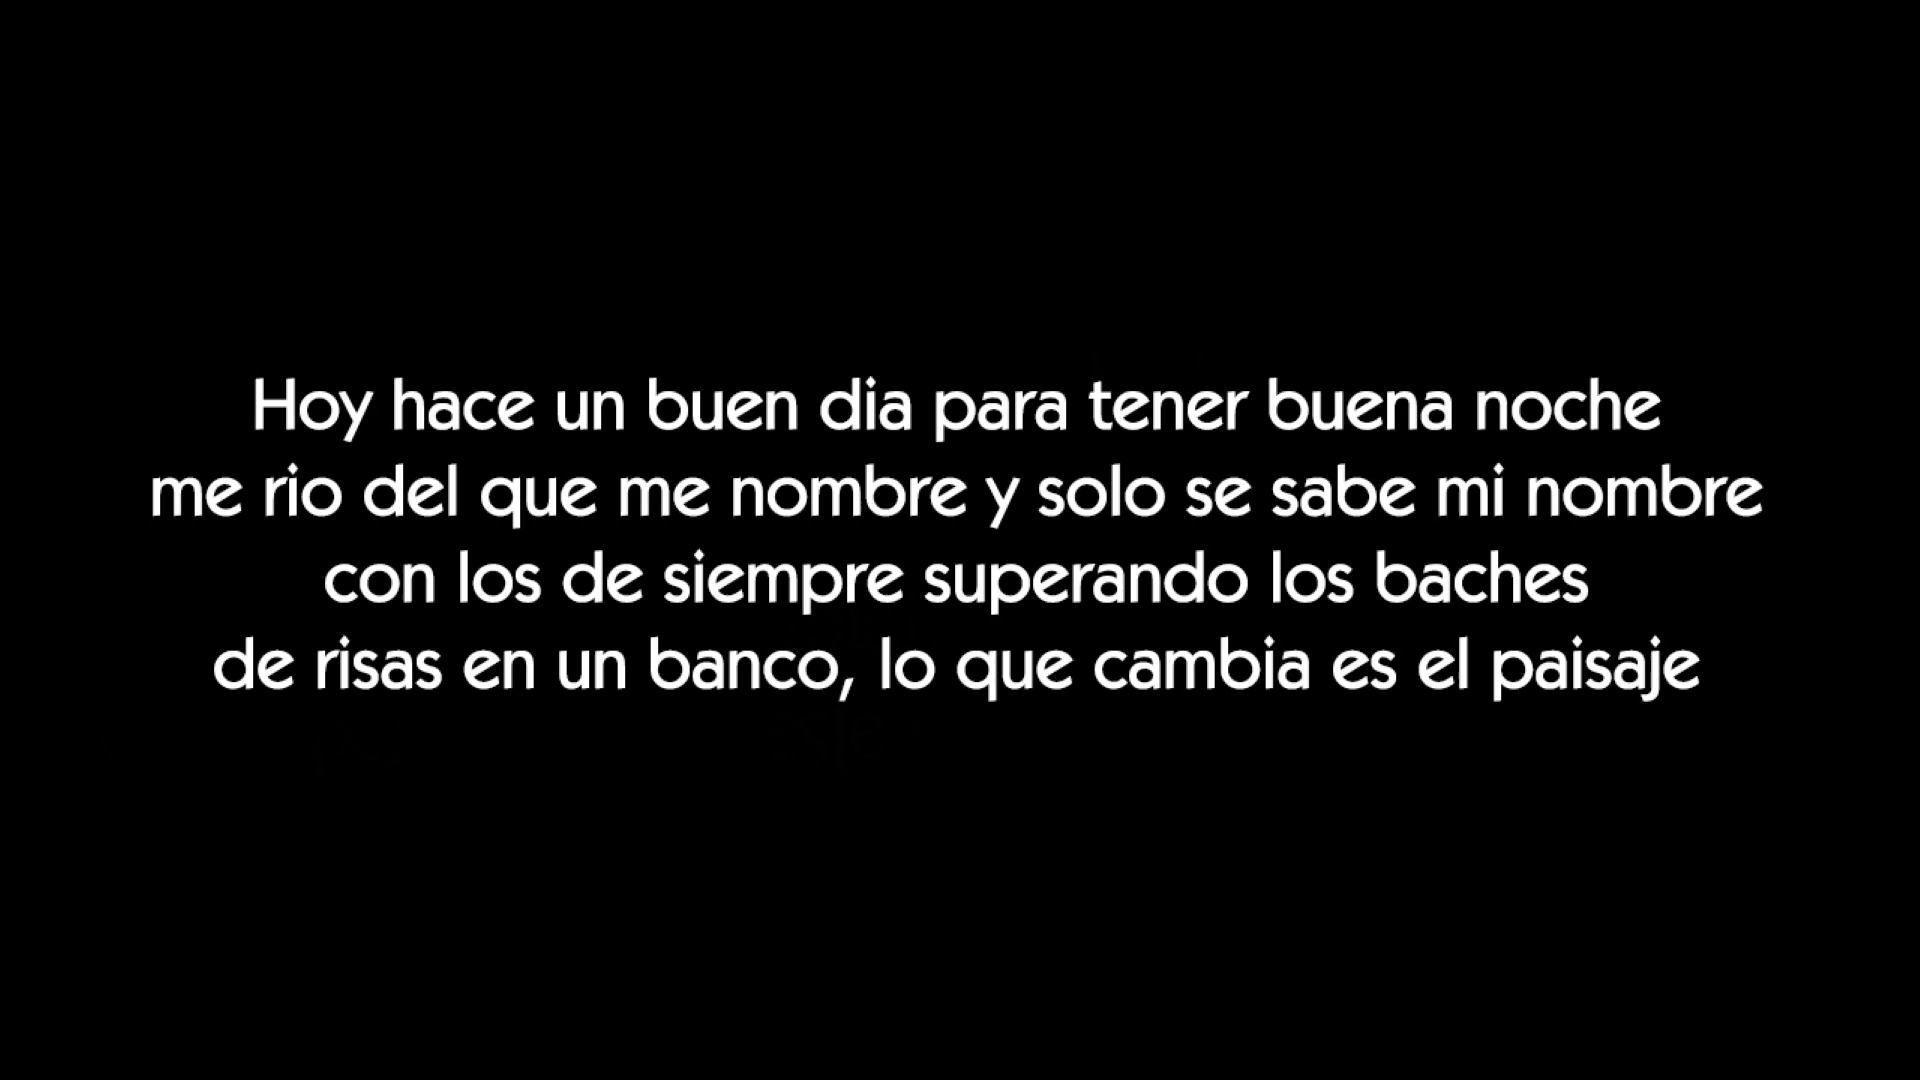 Hoy hace un buen dia para tener buena noche
me rio del que me nombre y solo se sabe mi nombre
con los de siempre superando los baches
de risas en un banco, lo que cambia es el paisaje